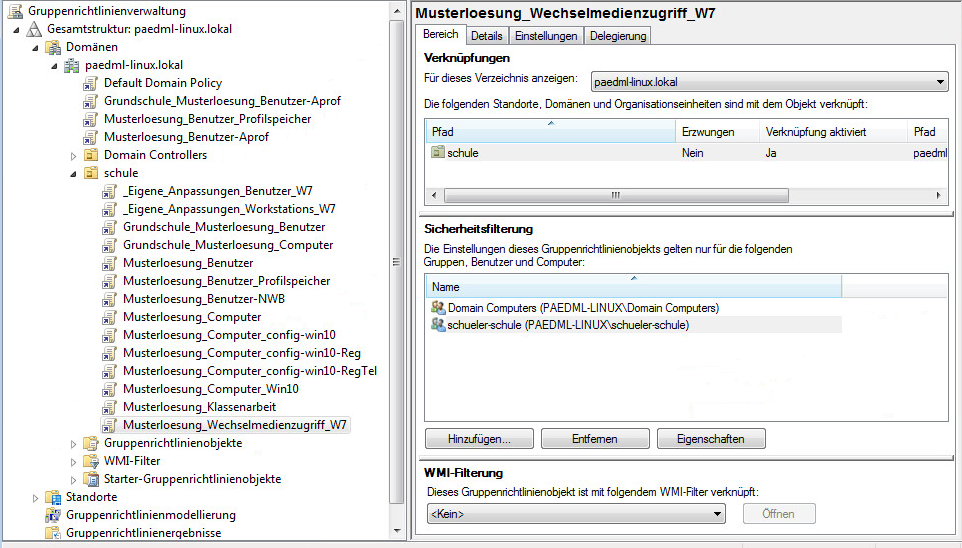 Gruppenrichtlinienverwaltung
Gesamtstruktur: paedml-linux.lokal
Domänen
paedml-linux.lokal
Default Domain Policy
Grundschule_Musterloesung_Benutzer-Aprof
Musterloesung_Benutzer_Profilspeicher
Musterloesung_Benutzer-Aprof
Domain Controllers
schule
_Eigene_Anpassungen_Benutzer_W7
_Eigene_Anpassungen_Workstations_W7
Grundschule_Musterloesung_Benutzer
Grundschule_Musterloesung_Computer
Musterloesung_Benutzer
Musterloesung_Benutzer_Profilspeicher
Musterloesung_Benutzer-NWB
Musterloesung_Computer
Musterloesung_Computer_config-win10
Musterloesung_Computer_config-win10-Reg
Musterloesung_Computer_config-win10-RegTel
Musterloesung_Computer_Win10
Musterloesung_Klassenarbeit
Musterloesung_Wechselmedienzugriff_W7
Gruppenrichtlinienobjekte
WMI-Filter
Starter-Gruppenrichtlinienobjekte
Standorte
Gruppenrichtlinienmodellierung
Gruppenrichtlinienergebnisse
Musterloesung_Wechselmedienzugriff_W7
Bereich Details Einstellungen Delegierung
Verknüpfungen
Für dieses Verzeichnis anzeigen: paedml-linux.lokal
Die folgenden Standorte, Domänen und Organisationseinheiten sind mit dem Objekt verknüpft:
Pfad Erzwungen Verknüpfung aktiviert Pfad
schule Nein Ja paedml
Sicherheitsfilterung
Die Einstellungen dieses Gruppenrichtlinienobjekts gelten nur für die folgenden
Gruppen, Benutzer und Computer:
Name
Domain Computers (PAEDML-LINUX\Domain Computers)
schueler-schule (PAEDML-LINUX\schueler-schule)
Hinzufügen... Entfernen Eigenschaften
WMI-Filterung
Dieses Gruppenrichtlinienobjekt ist mit folgendem WMI-Filter verknüpft:
<Kein> Öffnen